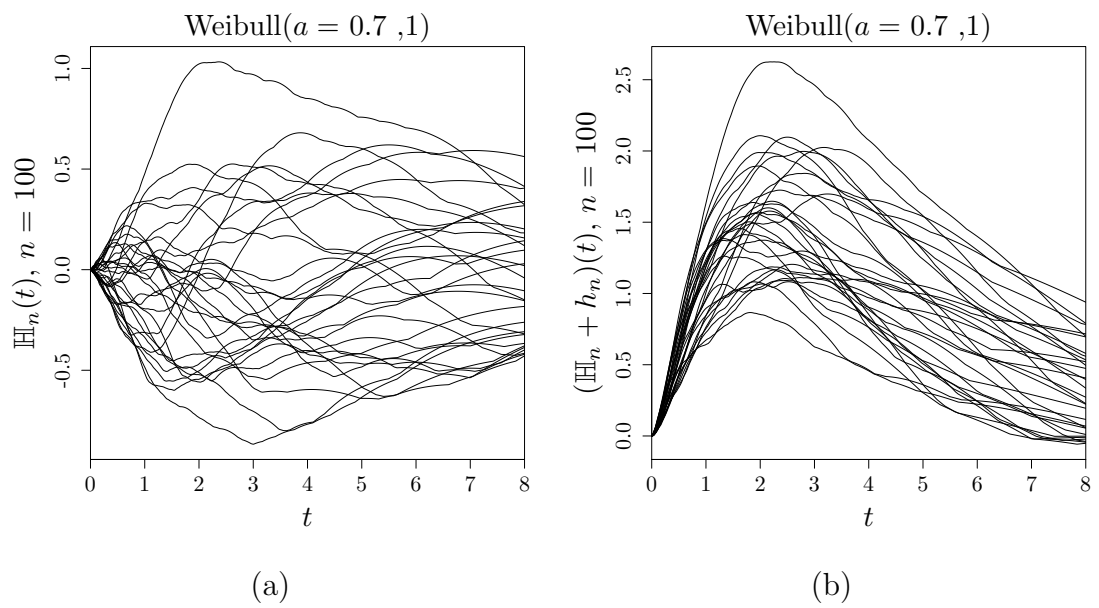 Weibull(a = 0.7 ,1)
ℍₙ(t), n = 100
1.0
0.5
0.0
-0.5
0 1 2 3 4 5 6 7 8
t
(a)
Weibull(a = 0.7 ,1)
(ℍₙ + hₙ)(t), n = 100
2.5
2.0
1.5
1.0
0.5
0.0
0 1 2 3 4 5 6 7 8
t
(b)